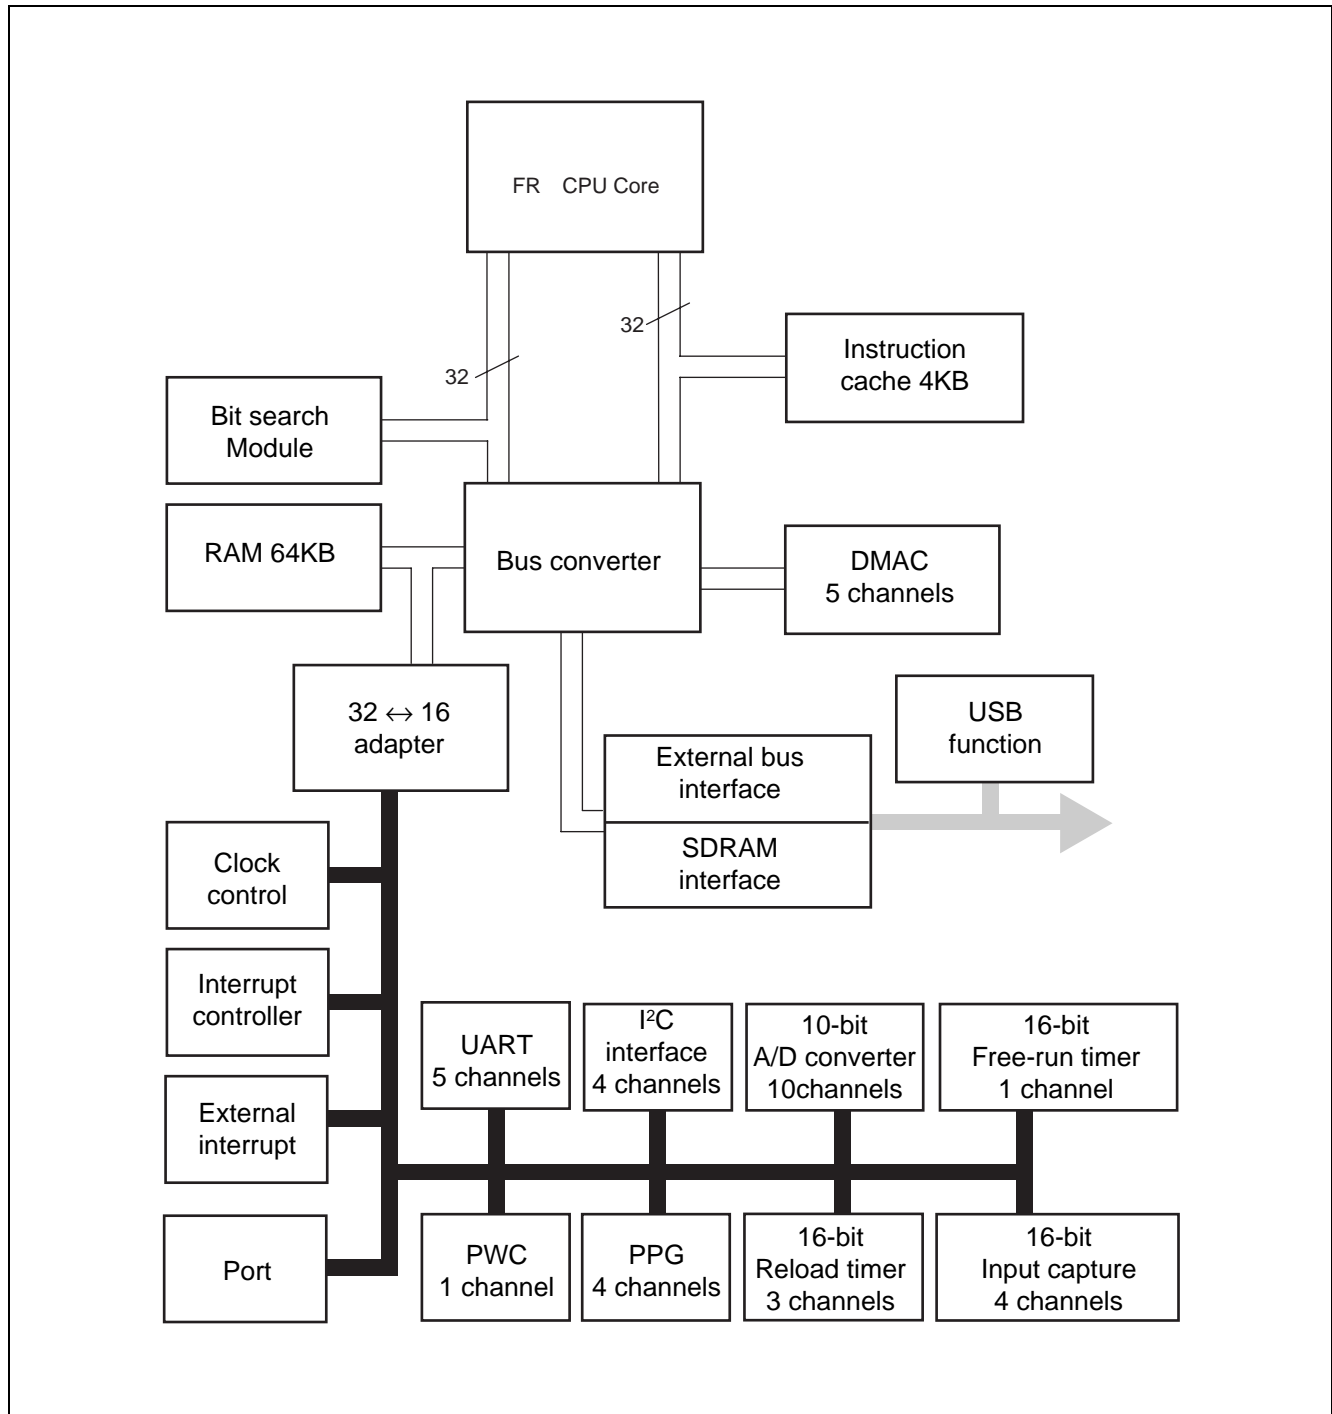 FR CPU Core
32
32
Instruction
cache 4KB
Bit search
Module
RAM 64KB
Bus converter
DMAC
5 channels
32 ↔ 16
adapter
USB
function
External bus
interface
SDRAM
interface
Clock
control
Interrupt
controller
External
interrupt
Port
UART
5 channels
I²C
interface
4 channels
10-bit
A/D converter
10channels
16-bit
Free-run timer
1 channel
PWC
1 channel
PPG
4 channels
16-bit
Reload timer
3 channels
16-bit
Input capture
4 channels